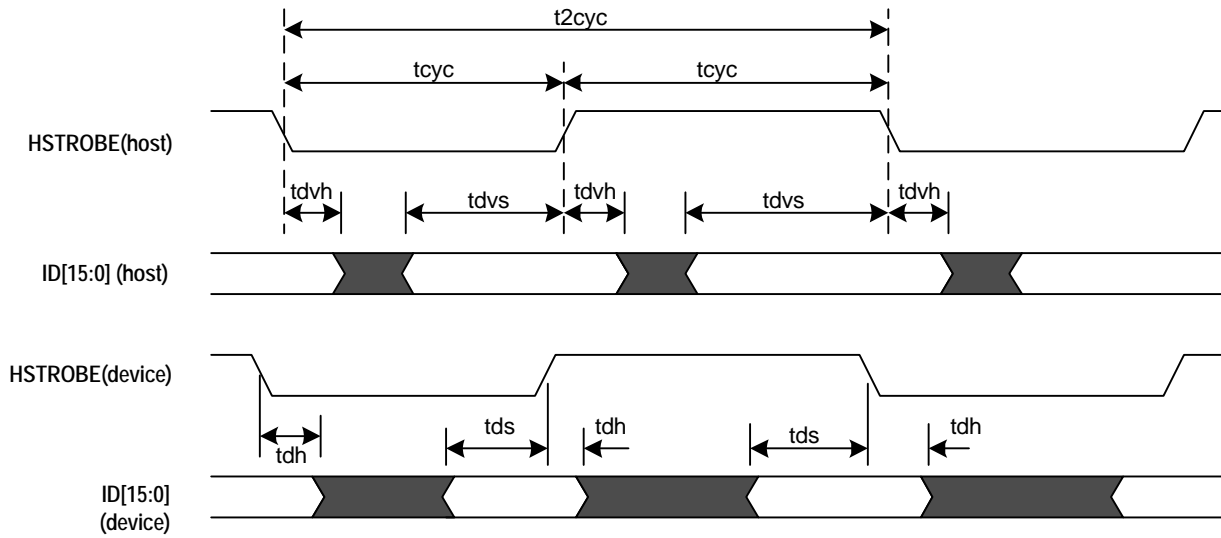 t2cyc
tcyc tcyc
HSTROBE(host)
tdvh tdvs tdvh tdvs tdvh
ID[15:0] (host)
HSTROBE(device)
tdh tds tdh tds tdh
ID[15:0]
(device)